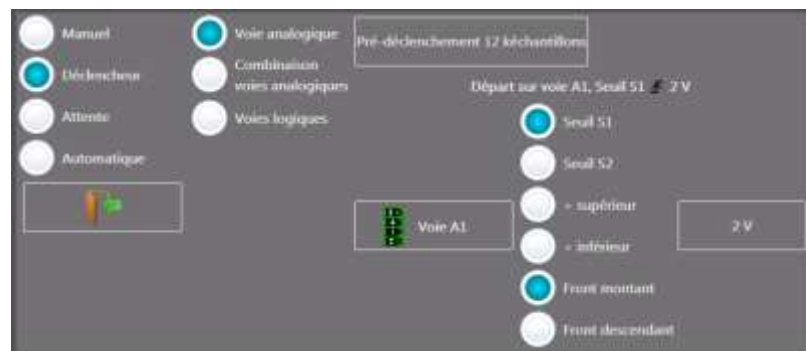 Manuel
Déclencheur
Attente
Automatique
Voie analogique
Combinaison
voies analogiques
Voies logiques
Pré-déclenchement 12 kéchantillons
Départ sur voie A1, Seuil S1 2 V
Seuil S1
Seuil S2
+ supérieur
+ inférieur
Front montant
Front descendant
Voie A1
2 V